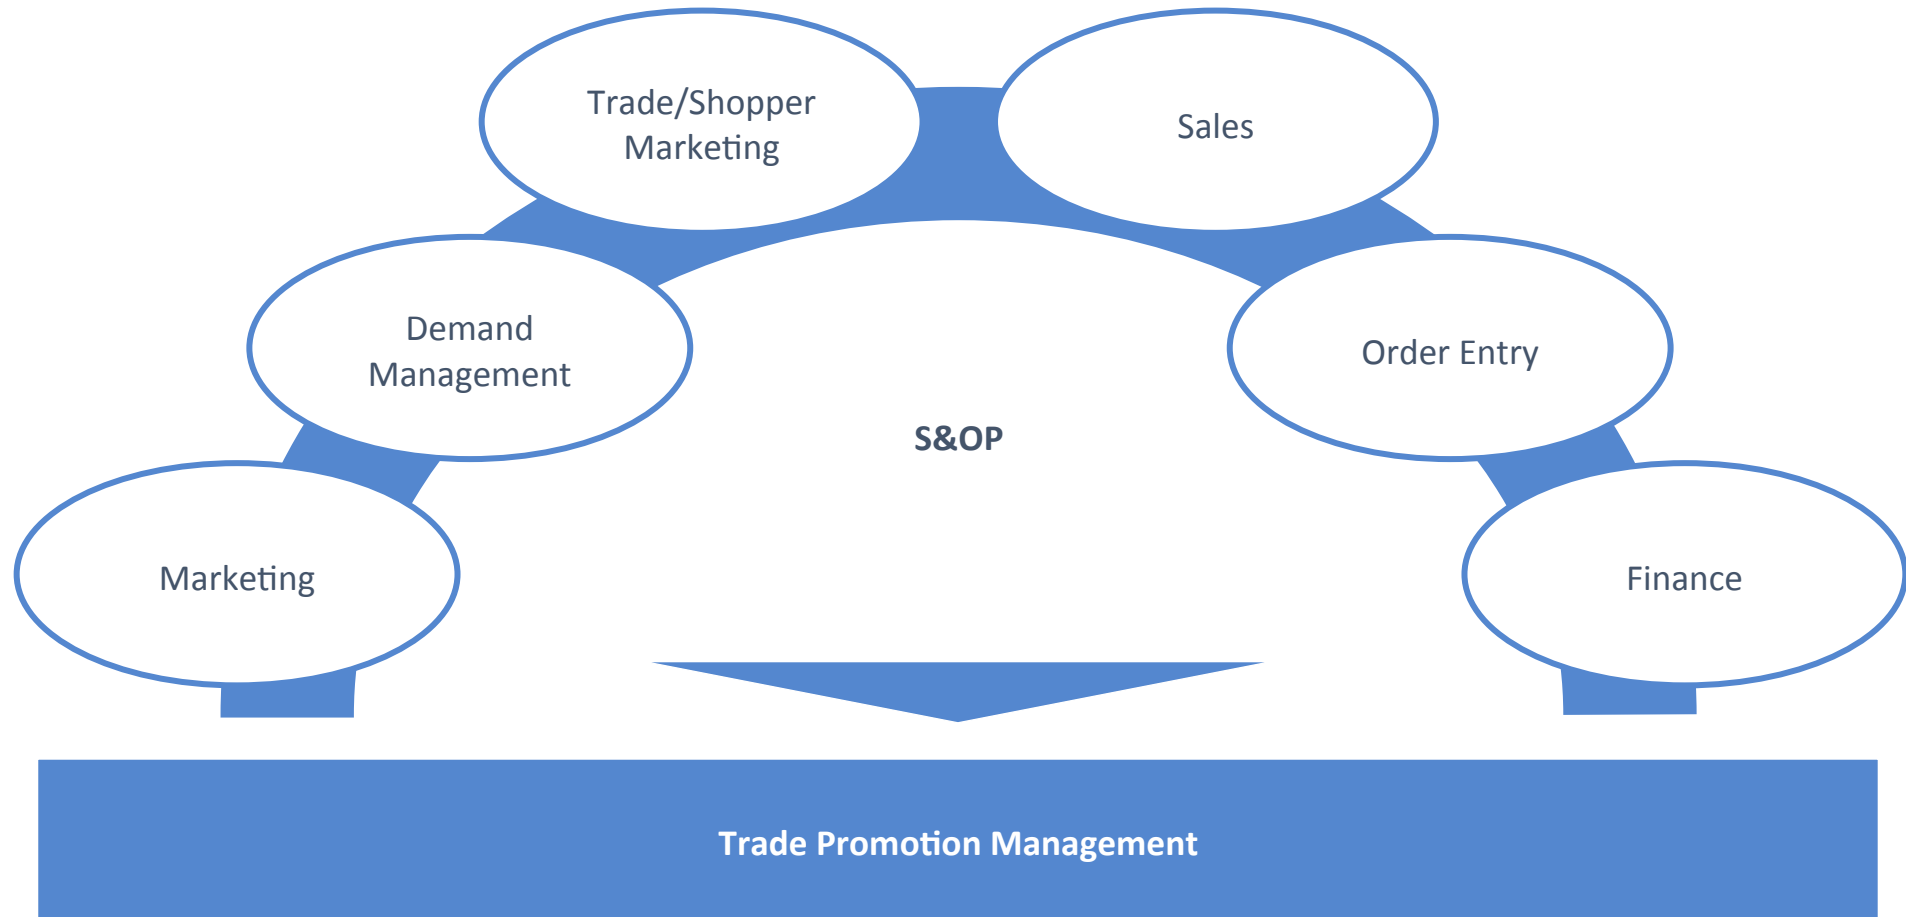 Trade/Shopper
Marketing
Sales
Demand
Management
Order Entry
S&OP
Marketing
Finance
Trade Promotion Management